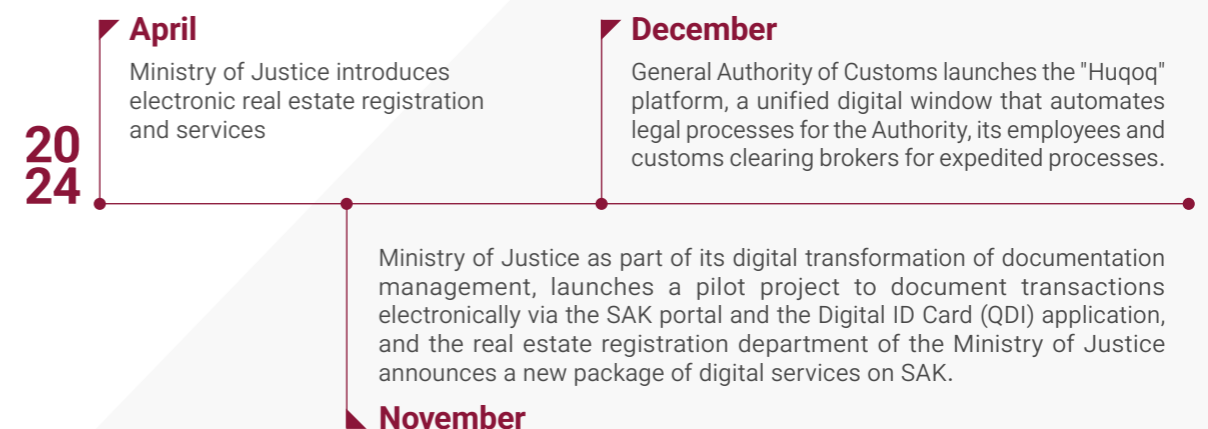 20
24
April
Ministry of Justice introduces
electronic real estate registration
and services
December
General Authority of Customs launches the "Huqoq"
platform, a unified digital window that automates
legal processes for the Authority, its employees and
customs clearing brokers for expedited processes.
Ministry of Justice as part of its digital transformation of documentation
management, launches a pilot project to document transactions
electronically via the SAK portal and the Digital ID Card (QDI) application,
and the real estate registration department of the Ministry of Justice
announces a new package of digital services on SAK.
November